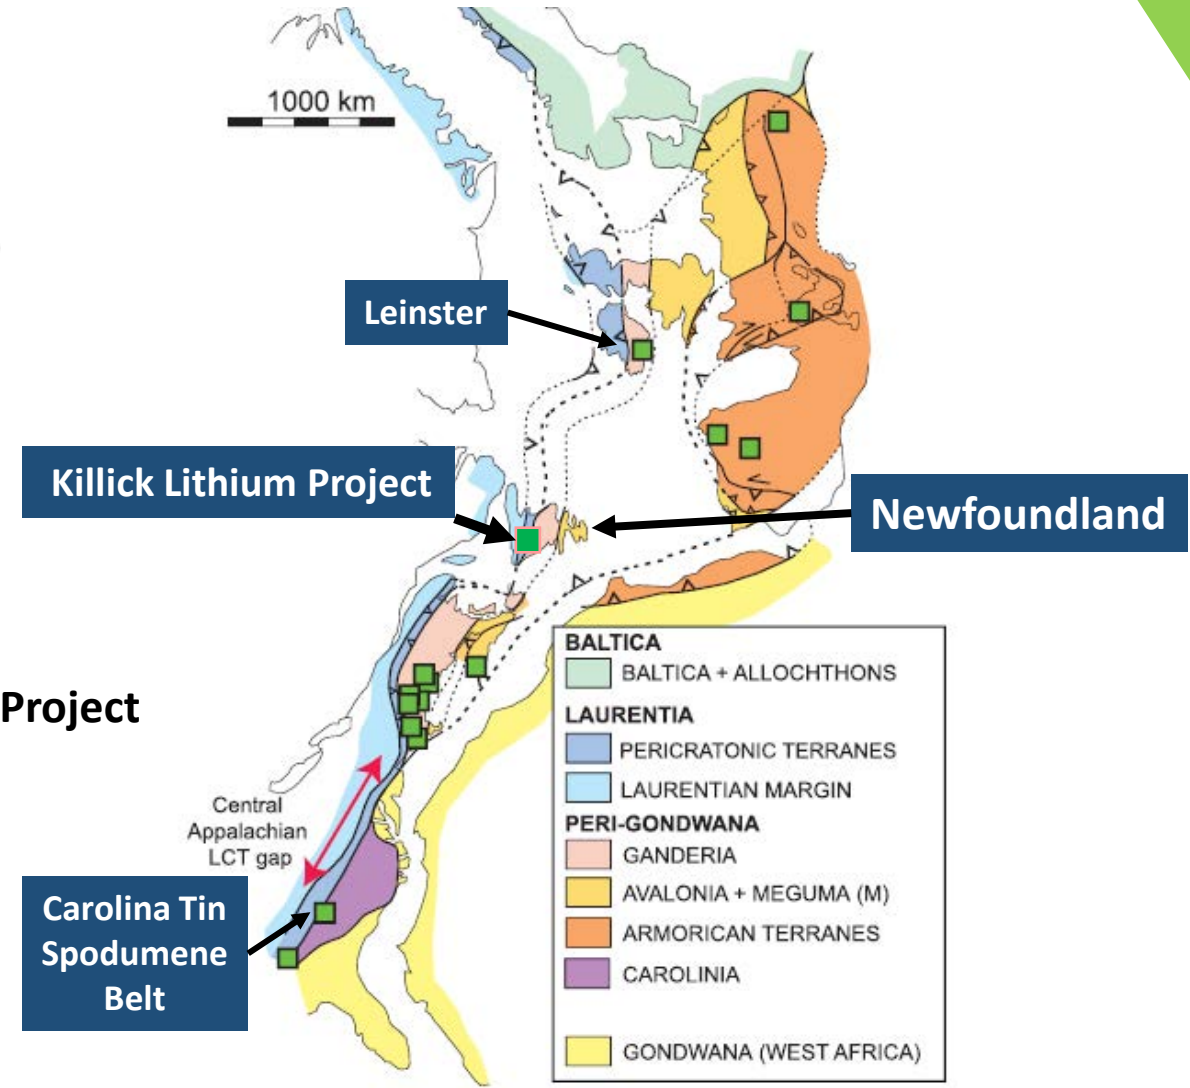 1000 km
Leinster
Killick Lithium Project
Newfoundland
Project
Central
Appalachian
LCT gap
Carolina Tin
Spodumene
Belt
BALTICA
BALTICA + ALLOCHTHONS
LAURENTIA
PERICRATONIC TERRANES
LAURENTIAN MARGIN
PERI-GONDWANA
GANDERIA
AVALONIA + MEGUMA (M)
ARMORICAN TERRANES
CAROLINIA
GONDWANA (WEST AFRICA)